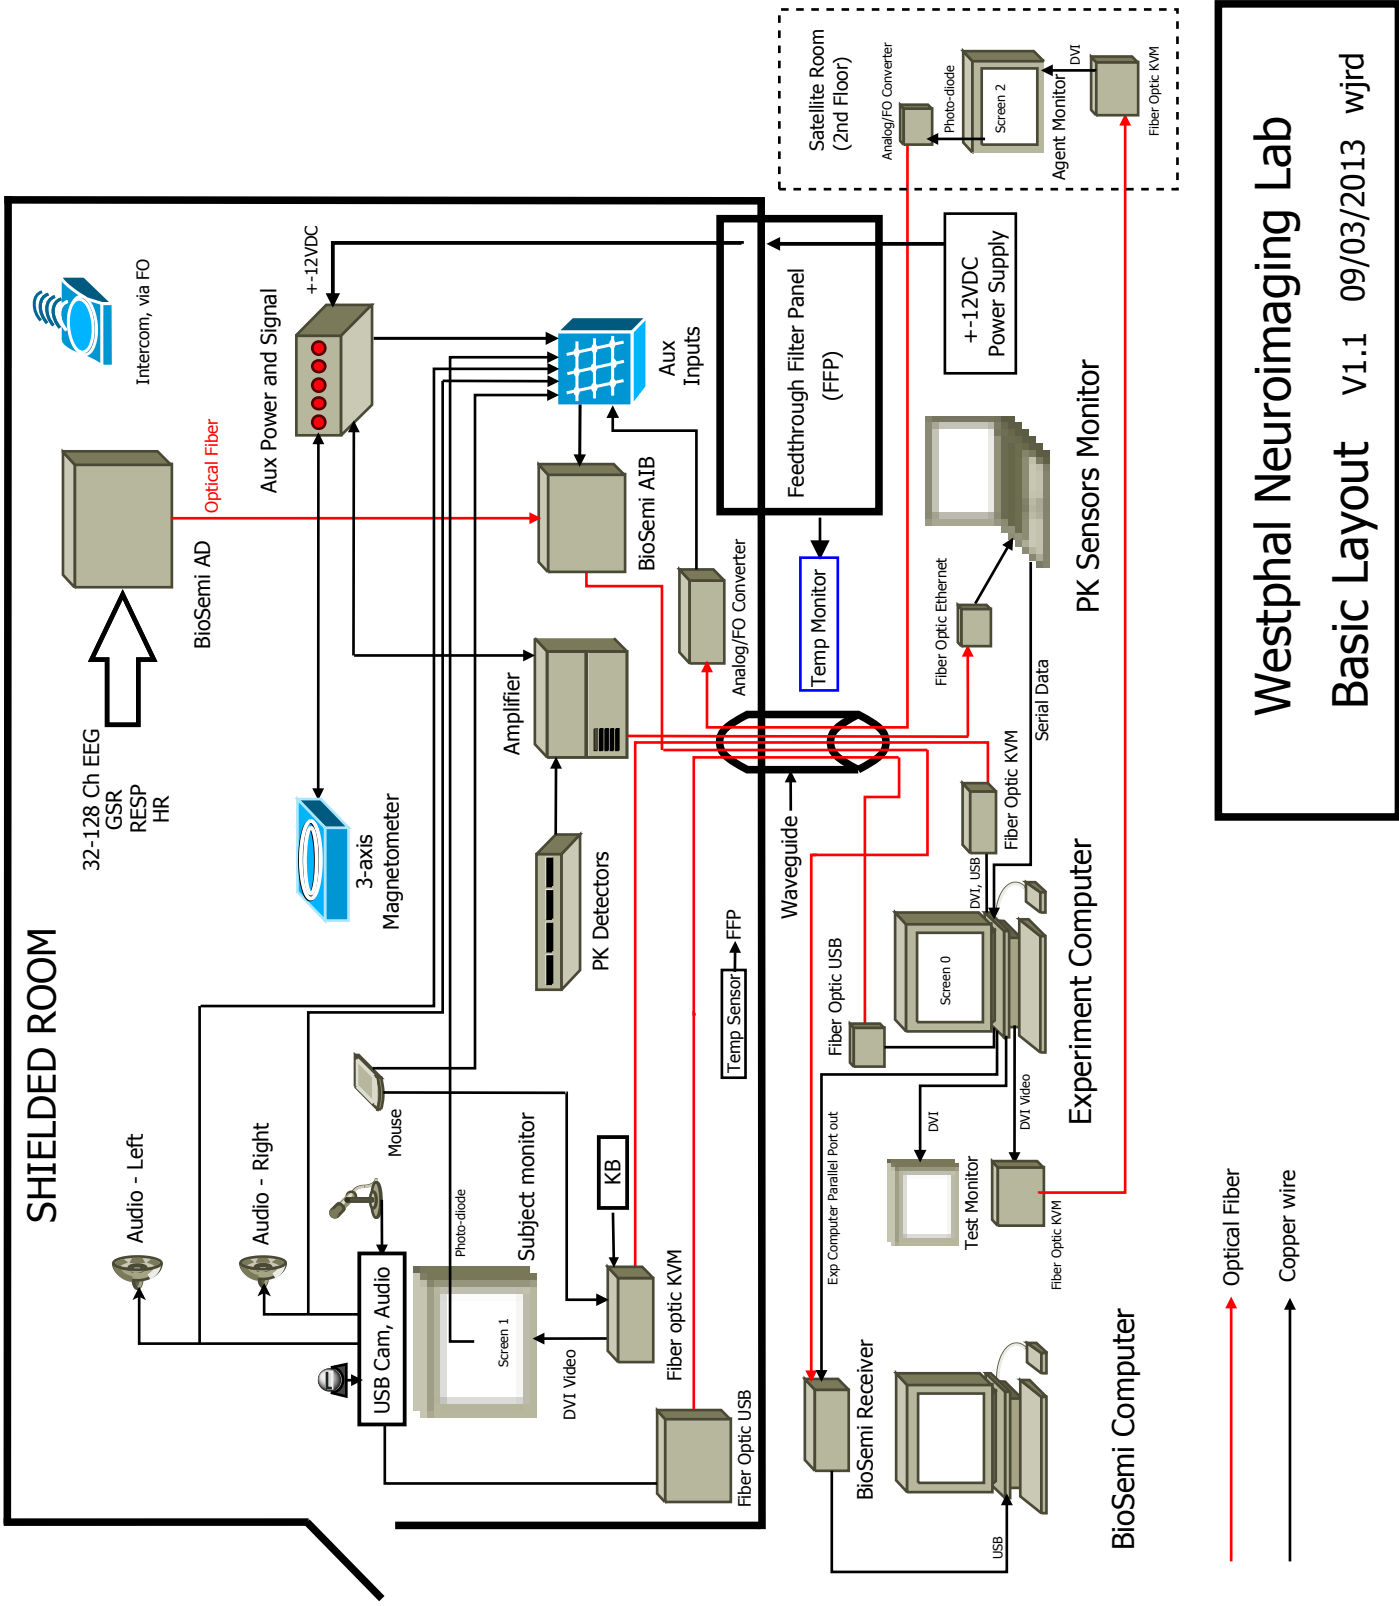 SHIELDED ROOM
Audio - Left
Audio - Right
32-128 Ch EEG
GSR
RESP
HR
BioSemi AD
Optical Fiber
Intercom, via FO
Aux Power and Signal
+-12VDC
3-axis
Magnetometer
Mouse
USB Cam, Audio
Photo-diode
Screen 1
Subject monitor
DVI Video
KB
Fiber optic KVM
Fiber Optic USB
PK Detectors
Amplifier
BioSemi AIB
Aux
Inputs
Analog/FO Converter
Temp Sensor
FFP
Waveguide
Temp Monitor
Feedthrough Filter Panel
(FFP)
+-12VDC
Power Supply
Satellite Room
(2nd Floor)
Analog/FO Converter
Photo-diode
Screen 2
Agent Monitor
DVI
Fiber Optic KVM
BioSemi Receiver
USB
BioSemi Computer
Exp Computer Parallel Port out
Fiber Optic USB
DVI
Test Monitor
DVI Video
Fiber Optic KVM
Screen 0
Experiment Computer
DVI, USB
Fiber Optic KVM
Serial Data
Fiber Optic Ethernet
PK Sensors Monitor
Optical Fiber
Copper wire
Westphal Neuroimaging Lab
Basic Layout V1.1 09/03/2013 wjrd